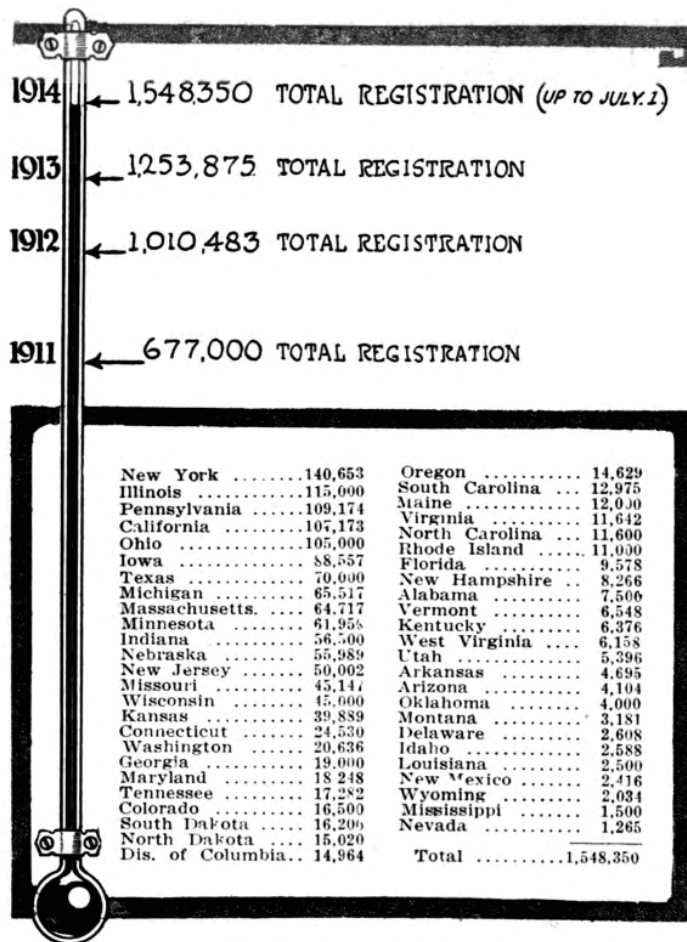 1914 1,548,350 TOTAL REGISTRATION (UP TO JULY.1)
1913 1,253,875 TOTAL REGISTRATION
1912 1,010,483 TOTAL REGISTRATION
1911 677,000 TOTAL REGISTRATION
New York ........140,653
Illinois ............115,000
Pennsylvania ......109,174
California .........107,173
Ohio ..............105,000
Iowa ............... 88,557
Texas .............. 70,000
Michigan .......... 65,517
Massachusetts. .... 64,717
Minnesota ......... 61,956
Indiana ............ 56,500
Nebraska .......... 55,989
New Jersey ....... 50,002
Missouri ........... 45,147
Wisconsin ......... 45,000
Kansas ............ 39,889
Connecticut ....... 24,530
Washington ...... 20,636
Georgia ............ 19,000
Maryland .......... 18 248
Tennessee ......... 17,282
Colorado .......... 16,500
South Dakota ..... 16,206
North Dakota .... 15,020
Dis. of Columbia.. 14,964
Oregon ........... 14,629
South Carolina ... 12,975
Maine ............. 12,000
Virginia ........... 11,642
North Carolina ... 11,600
Rhode Island ..... 11,000
Florida ............ 9,578
New Hampshire .. 8,266
Alabama .......... 7,500
Vermont .......... 6,548
Kentucky ......... 6,376
West Virginia .... 6,158
Utah .............. 5,396
Arkansas ......... 4,695
Arizona ........... 4,104
Oklahoma ........ 4,000
Montana .......... 3,181
Delaware ......... 2,608
Idaho ............. 2,588
Louisiana ......... 2,500
New Mexico ...... 2,416
Wyoming ......... 2,034
Mississippi ....... 1,500
Nevada ........... 1,265
Total ..........1,548,350